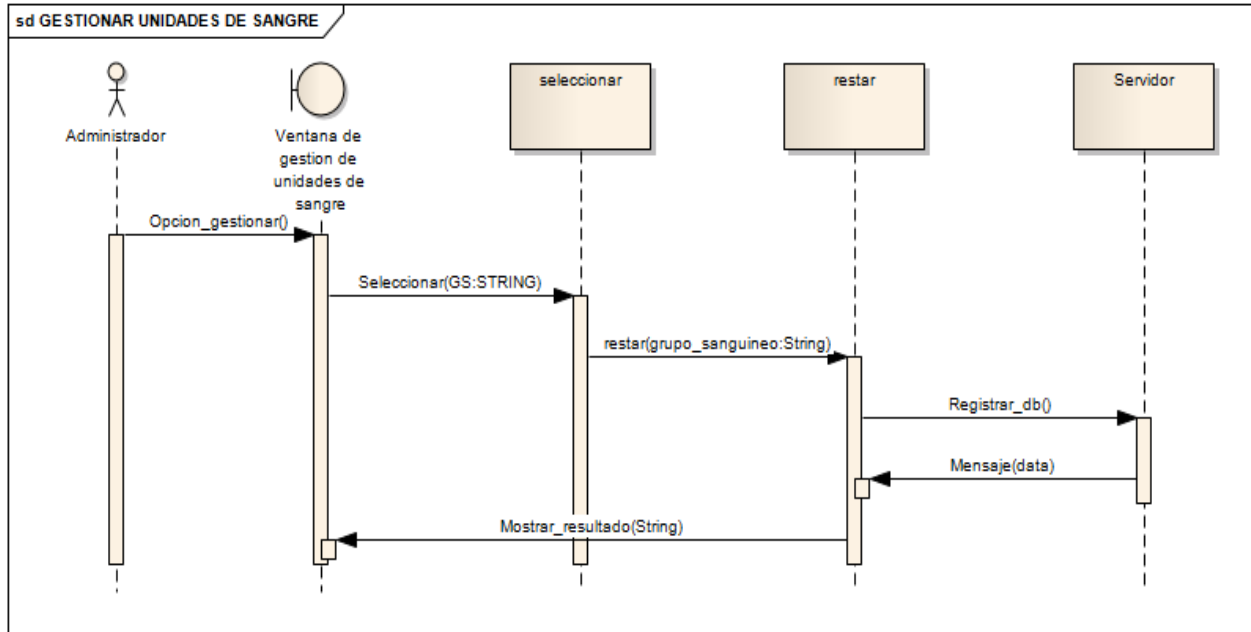 sd GESTIONAR UNIDADES DE SANGRE
Administrador
Ventana de
gestion de
unidades de
sangre
seleccionar
restar
Servidor
Opcion_gestionar()
Seleccionar(GS:STRING)
restar(grupo_sanguineo:String)
Registrar_db()
Mensaje(data)
Mostrar_resultado(String)